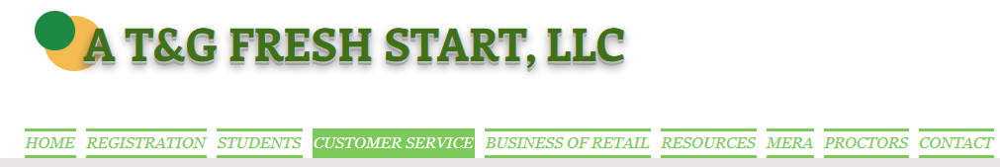 A T&G FRESH START, LLC
HOME REGISTRATION STUDENTS CUSTOMER SERVICE BUSINESS OF RETAIL RESOURCES MERA PROCTORS CONTACT